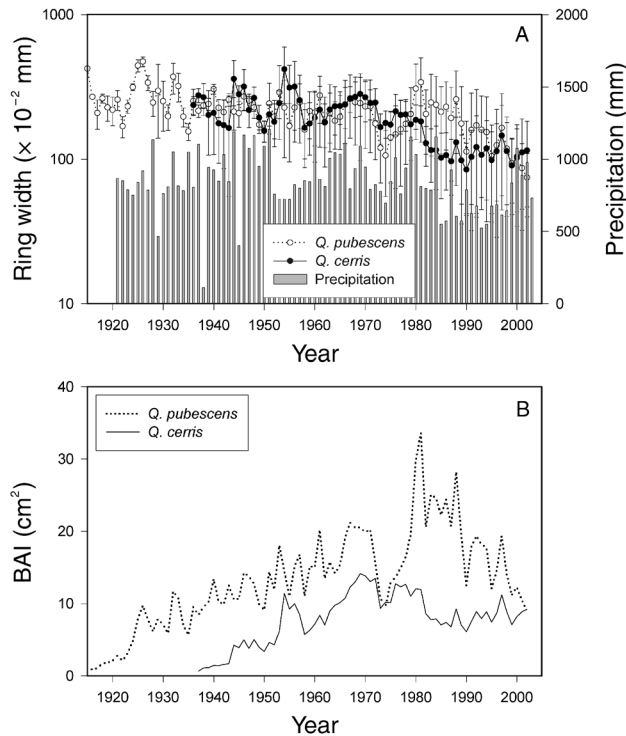 A
Ring width (× 10⁻² mm)
1000
100
10
2000
1500
1000
500
0
Precipitation (mm)
Q. pubescens
Q. cerris
Precipitation
1920 1930 1940 1950 1960 1970 1980 1990 2000
Year
B
BAI (cm²)
40
30
20
10
0
Q. pubescens
Q. cerris
1920 1930 1940 1950 1960 1970 1980 1990 2000
Year